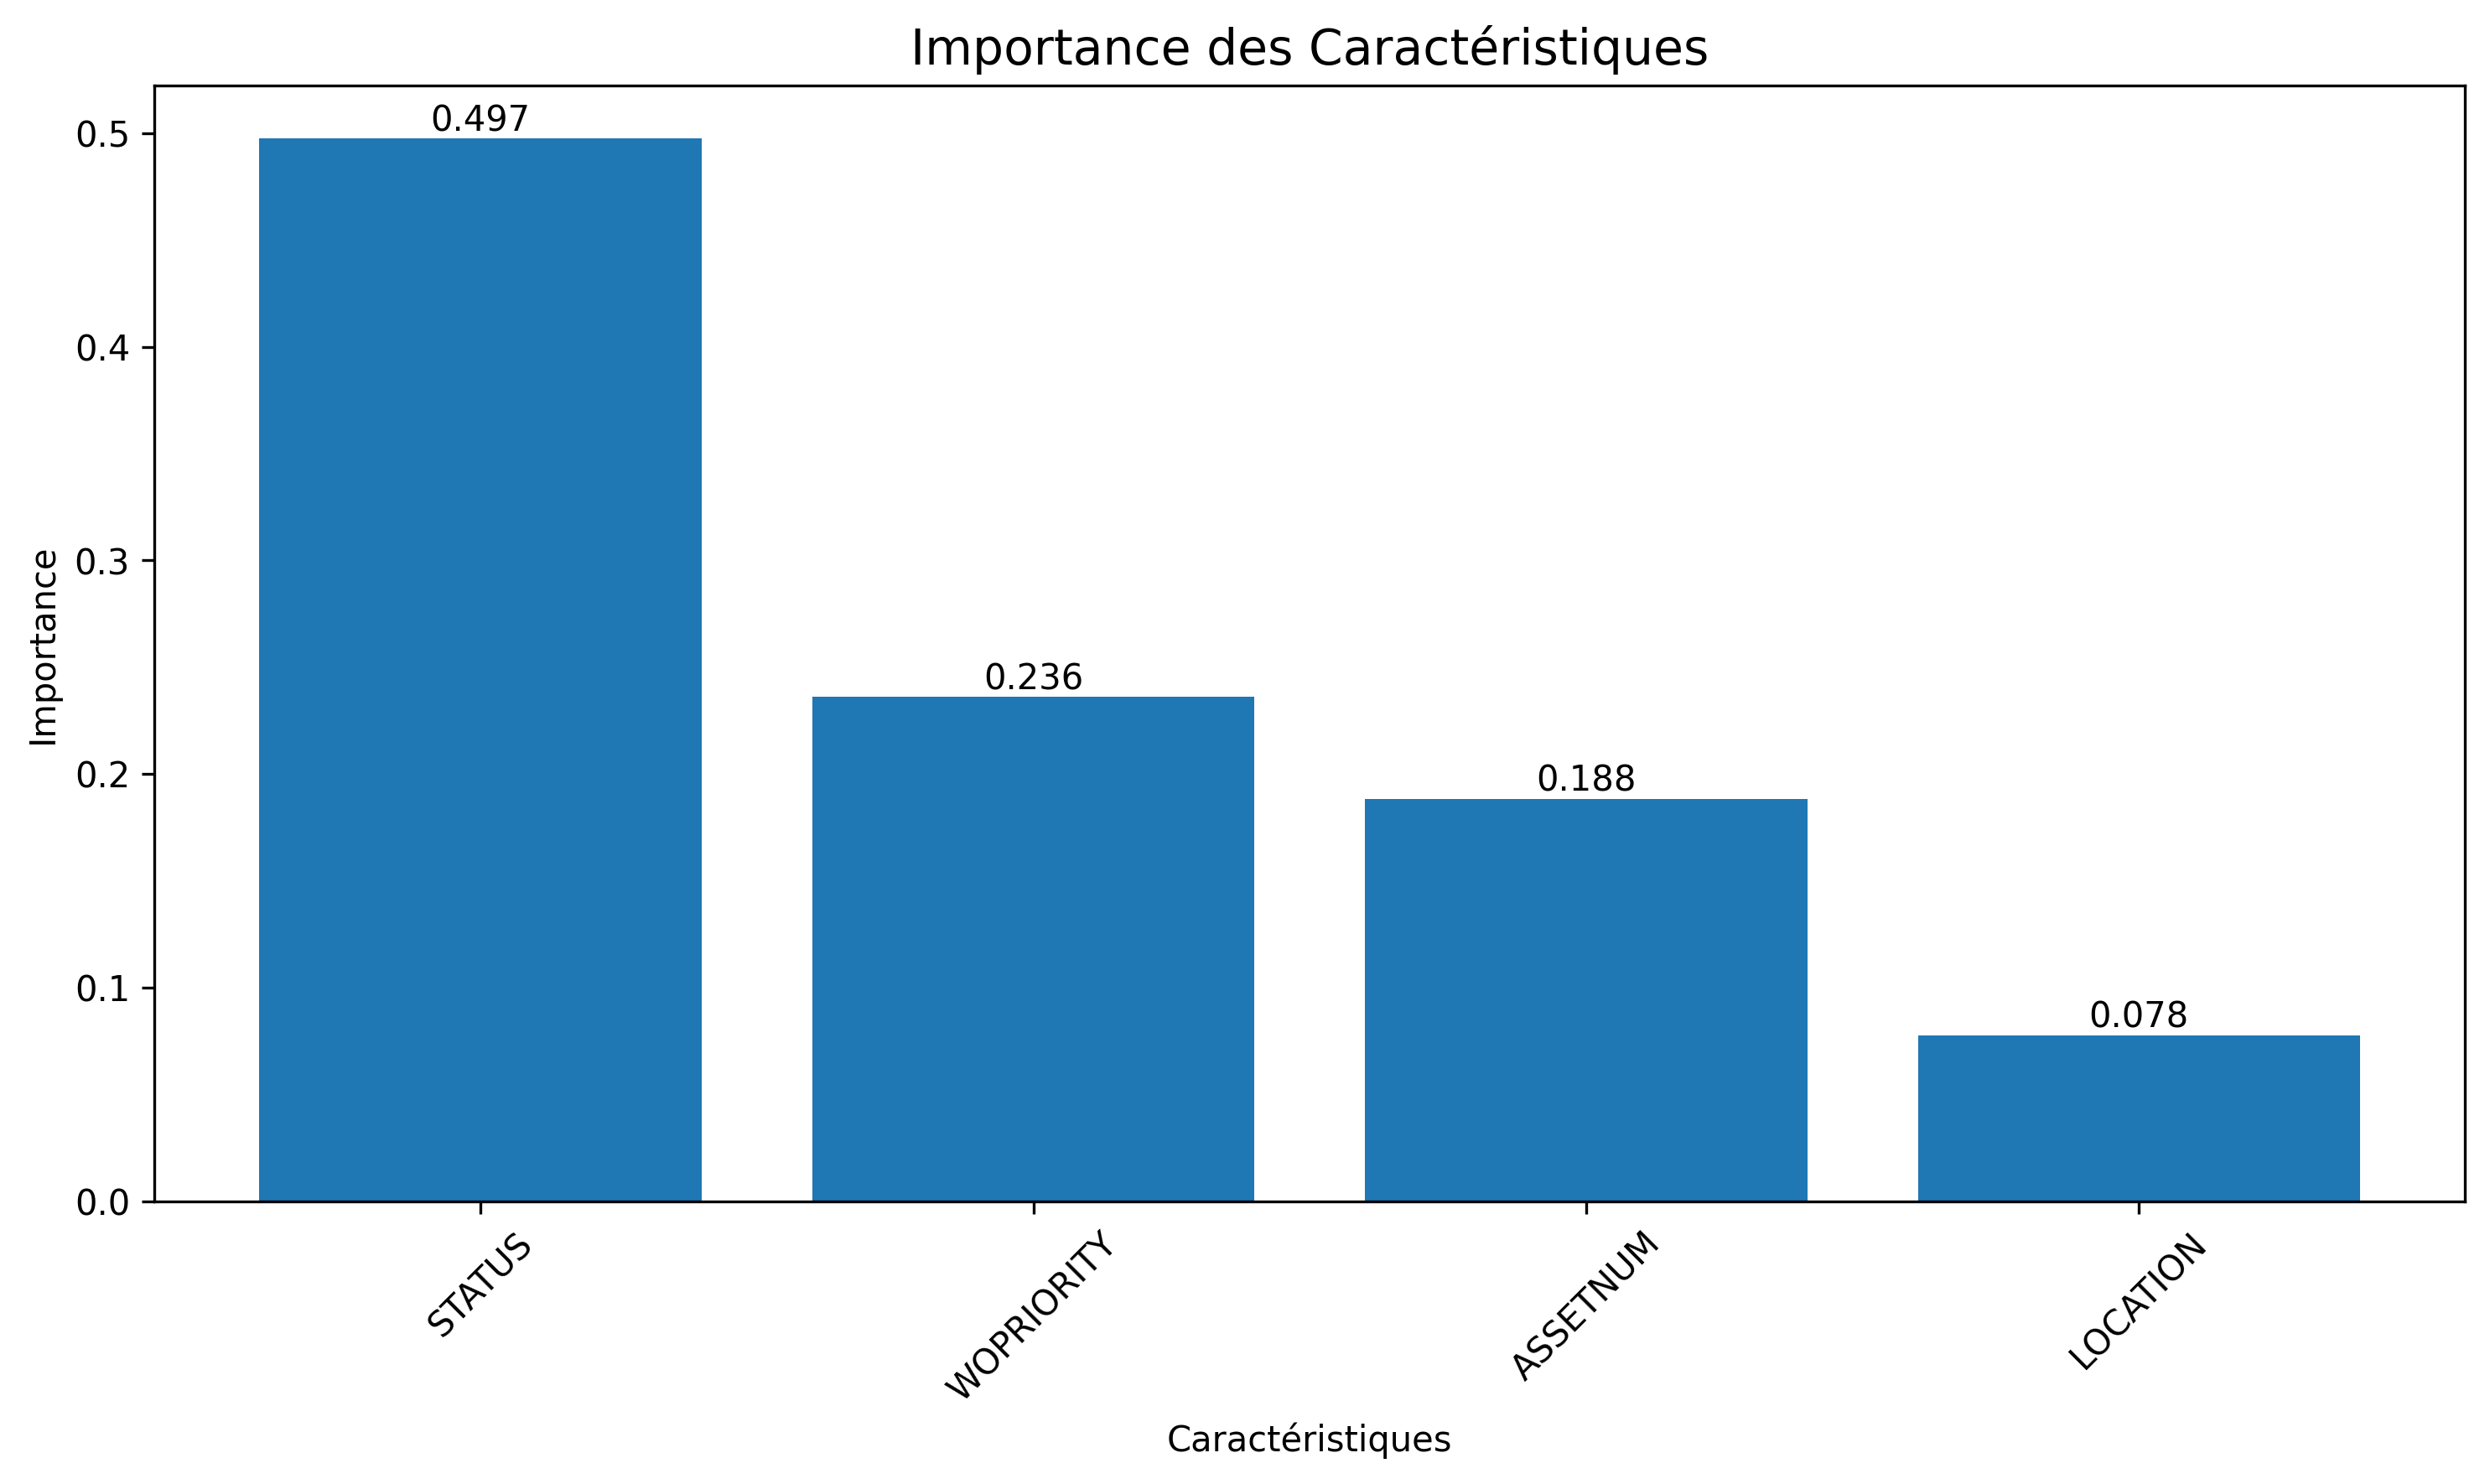 Importance des Caractéristiques
Importance
0.5
0.4
0.3
0.2
0.1
0.0
0.497
0.236
0.188
0.078
STATUS
WOPRIORITY
ASSETNUM
LOCATION
Caractéristiques